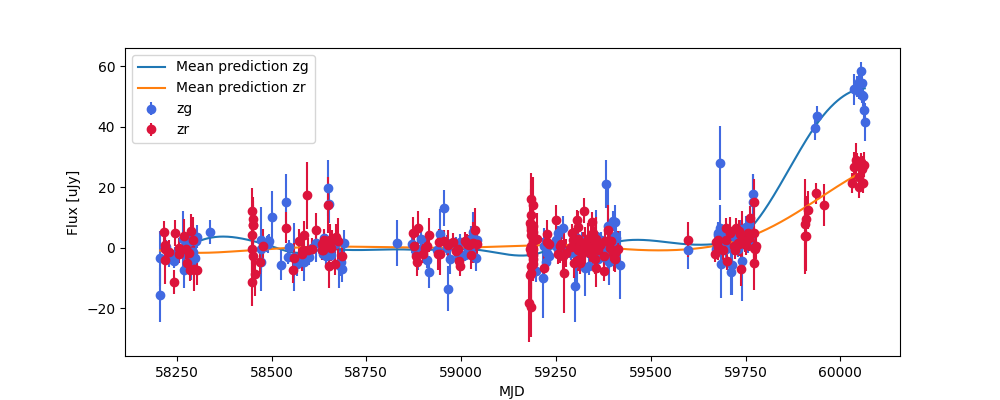 Mean prediction zg
Mean prediction zr
zg
zr
60
40
20
0
−20
Flux [uJy]
58250 58500 58750 59000 59250 59500 59750 60000
MJD